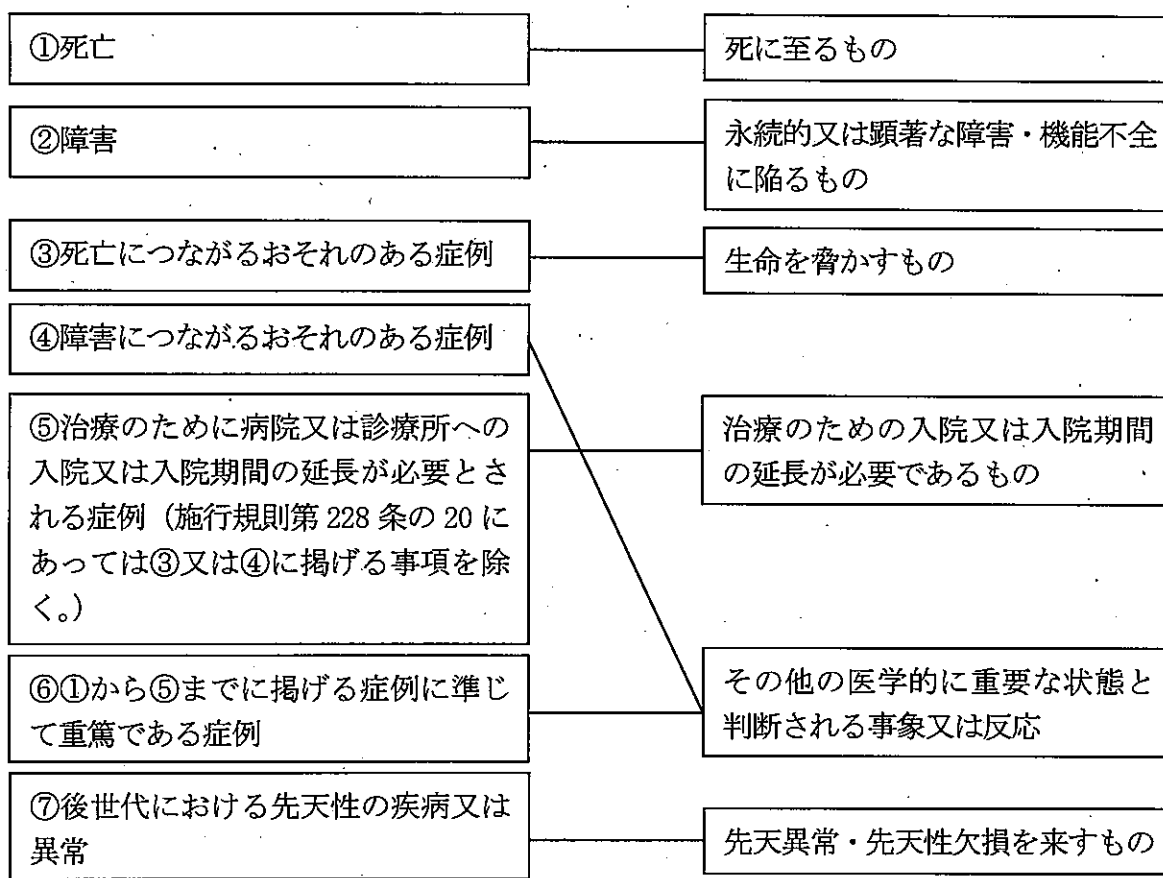 ①死亡
死に至るもの
②障害
永続的又は顕著な障害・機能不全
に陥るもの
③死亡につながるおそれのある症例
生命を脅かすもの
④障害につながるおそれのある症例
⑤治療のために病院又は診療所への
入院又は入院期間の延長が必要とさ
れる症例（施行規則第 228 条の 20 に
あっては③又は④に掲げる事項を除
く。）
治療のための入院又は入院期間
の延長が必要であるもの
⑥①から⑤までに掲げる症例に準じ
て重篤である症例
その他の医学的に重要な状態と
判断される事象又は反応
⑦後世代における先天性の疾病又は
異常
先天異常・先天性欠損を来すもの